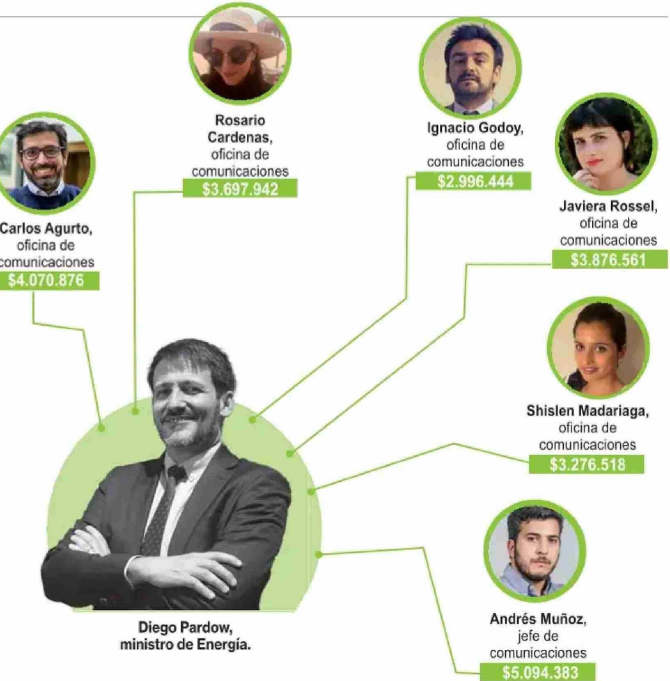 Rosario
Cardenas,
oficina de
comunicaciones
$3.697.942
Ignacio Godoy,
oficina de
comunicaciones
$2.996.444
Carlos Agurto,
oficina de
comunicaciones
$4.070.876
Javiera Rossel,
oficina de
comunicaciones
$3.876.561
Shislen Madariaga,
oficina de
comunicaciones
$3.276.518
Andrés Muñoz,
jefe de
comunicaciones
$5.094.383
Diego Pardow,
ministro de Energía.